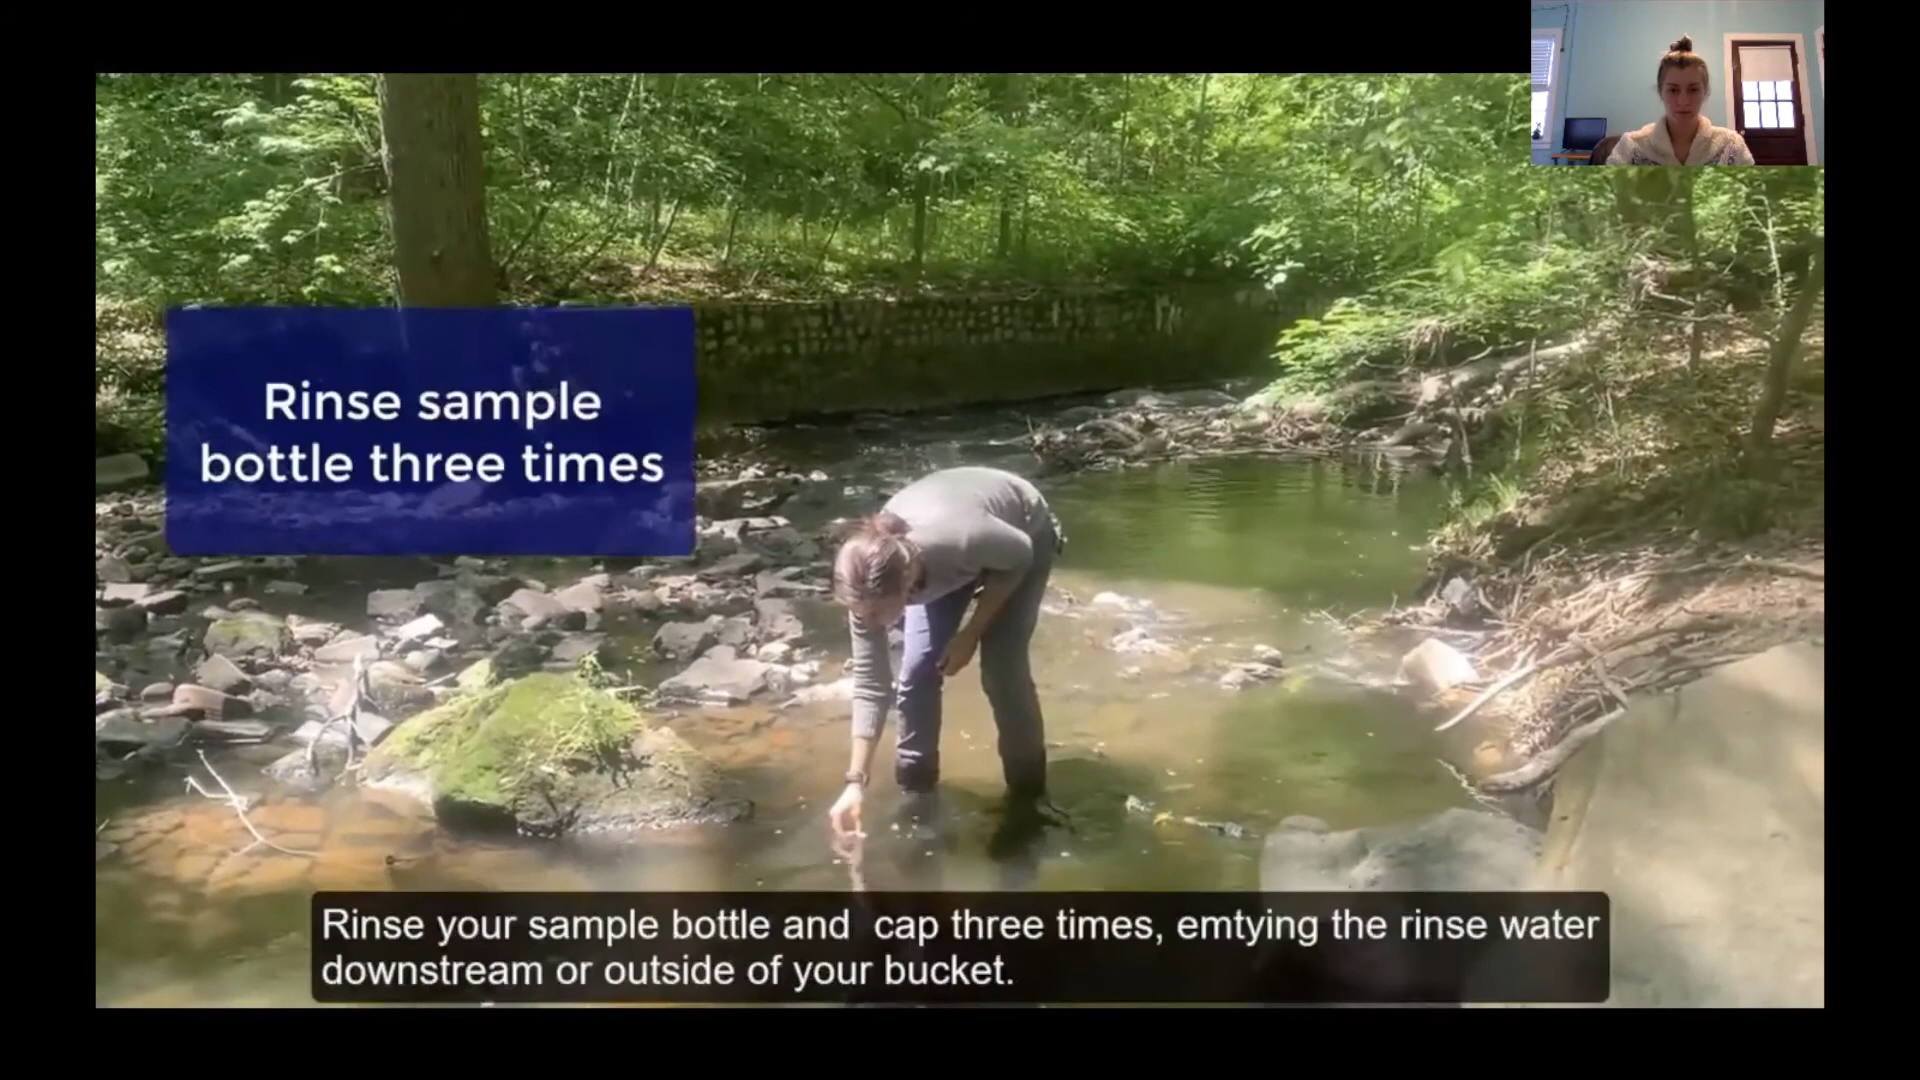 Rinse sample
bottle three times
Rinse your sample bottle and  cap three times, emtying the rinse water
downstream or outside of your bucket.